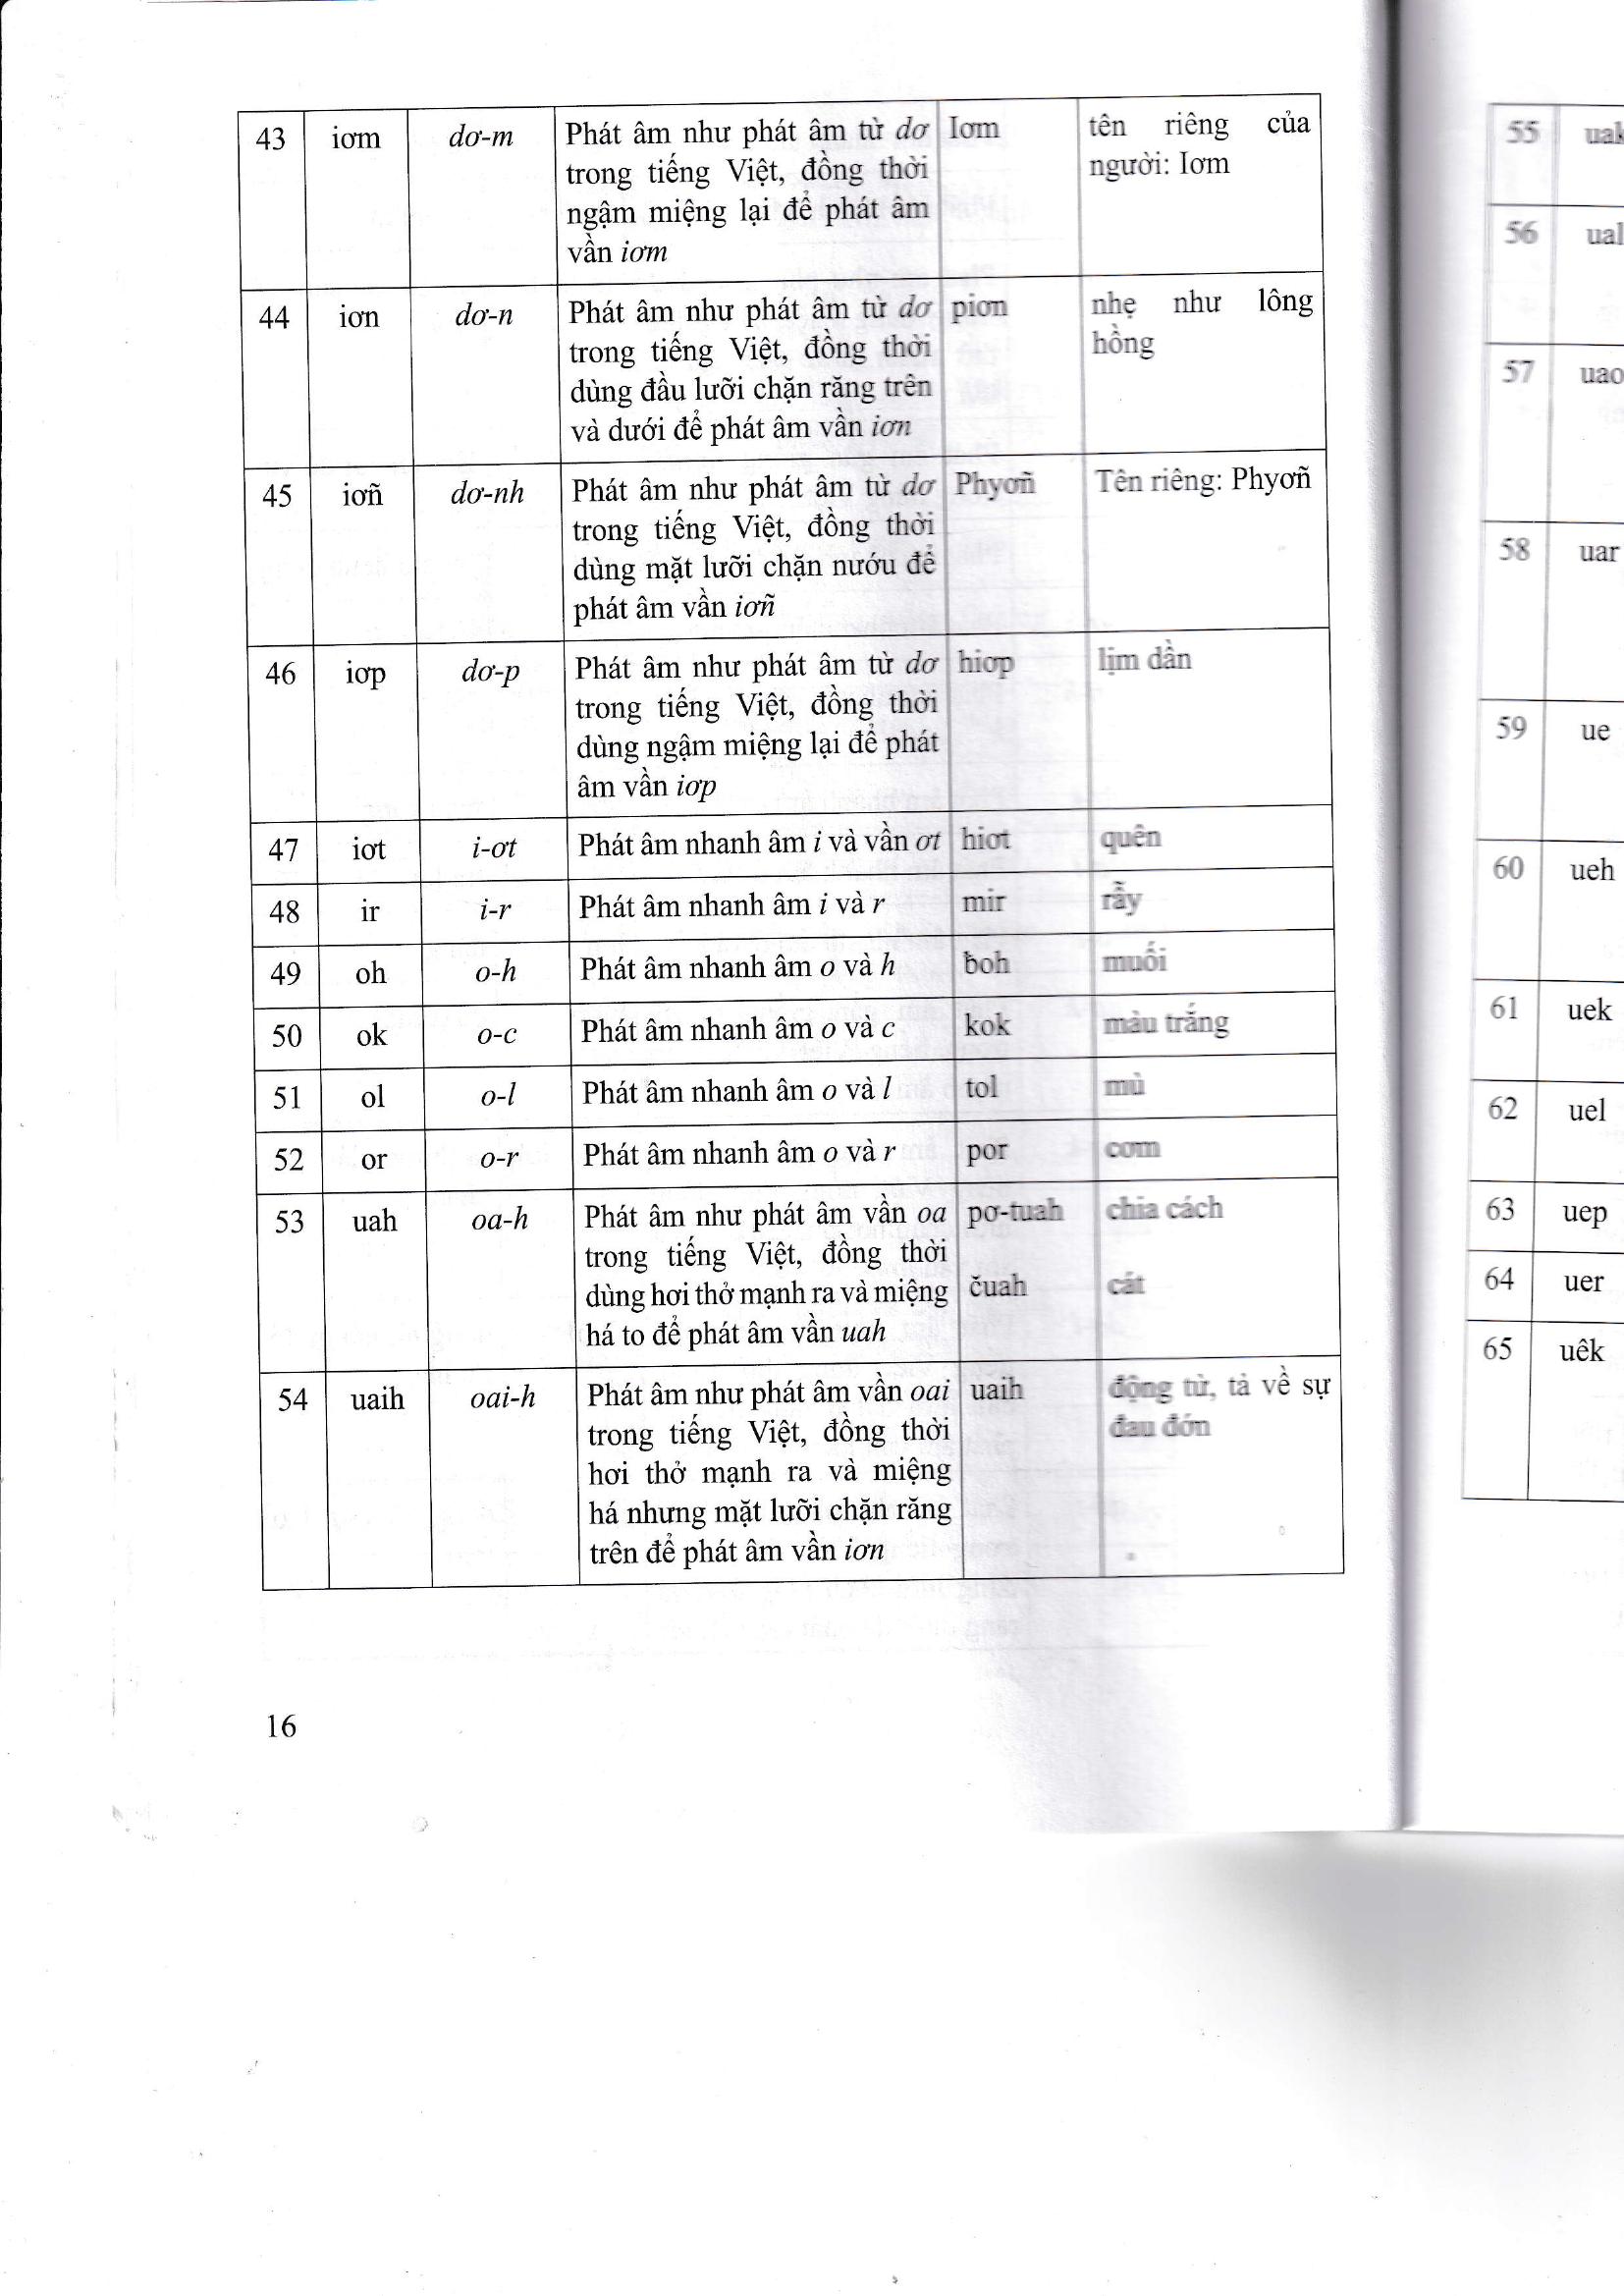 43 iơm dơ-m Phát âm như phát âm từ dơ Iơm tên riêng của
trong tiếng Việt, đồng thời người: Iơm
ngậm miệng lại để phát âm
vần iơm
44 iơn dơ-n Phát âm như phát âm từ dơ piơn nhẹ như lông
trong tiếng Việt, đồng thời hồng
dùng đầu lưỡi chặn răng trên
và dưới để phát âm vần iơn
45 iơñ dơ-nh Phát âm như phát âm từ dơ Phyơñ Tên riêng: Phyơñ
trong tiếng Việt, đồng thời
dùng mặt lưỡi chặn nướu để
phát âm vần iơñ
46 iơp dơ-p Phát âm như phát âm từ dơ hiơp lịm dần
trong tiếng Việt, đồng thời
dùng ngậm miệng lại để phát
âm vần iơp
47 iơt i-ơt Phát âm nhanh âm i và vần ơt hiơt quên
48 ir i-r Phát âm nhanh âm i và r mir rẫy
49 oh o-h Phát âm nhanh âm o và h ƀoh muối
50 ok o-c Phát âm nhanh âm o và c kok màu trắng
51 ol o-l Phát âm nhanh âm o và l tol mù
52 or o-r Phát âm nhanh âm o và r por cơm
53 uah oa-h Phát âm như phát âm vần oa pơ-tuah chia cách
trong tiếng Việt, đồng thời
dùng hơi thở mạnh ra và miệng čuah cát
há to để phát âm vần uah
54 uaih oai-h Phát âm như phát âm vần oai uaih động từ, tả về sự
trong tiếng Việt, đồng thời đau đớn
hơi thở mạnh ra và miệng
há nhưng mặt lưỡi chặn răng
trên để phát âm vần iơn
16
55 uak
56 ual
57 uao
58 uar
59 ue
60 ueh
61 uek
62 uel
63 uep
64 uer
65 uêk